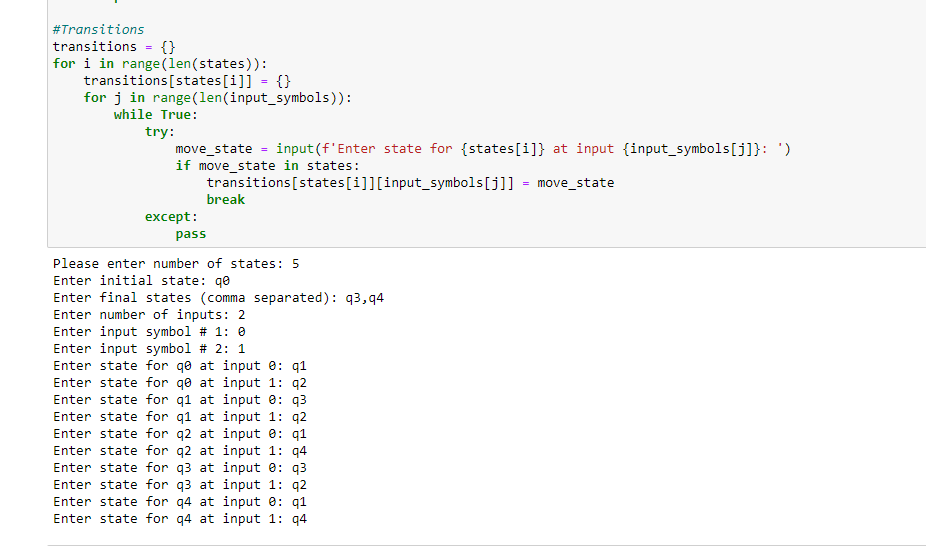 #Transitions
transitions = {}
for i in range(len(states)):
    transitions[states[i]] = {}
    for j in range(len(input_symbols)):
        while True:
            try:
                move_state = input(f'Enter state for {states[i]} at input {input_symbols[j]}: ')
                if move_state in states:
                    transitions[states[i]][input_symbols[j]] = move_state
                    break
            except:
                pass
Please enter number of states: 5
Enter initial state: q0
Enter final states (comma separated): q3,q4
Enter number of inputs: 2
Enter input symbol # 1: 0
Enter input symbol # 2: 1
Enter state for q0 at input 0: q1
Enter state for q0 at input 1: q2
Enter state for q1 at input 0: q3
Enter state for q1 at input 1: q2
Enter state for q2 at input 0: q1
Enter state for q2 at input 1: q4
Enter state for q3 at input 0: q3
Enter state for q3 at input 1: q2
Enter state for q4 at input 0: q1
Enter state for q4 at input 1: q4